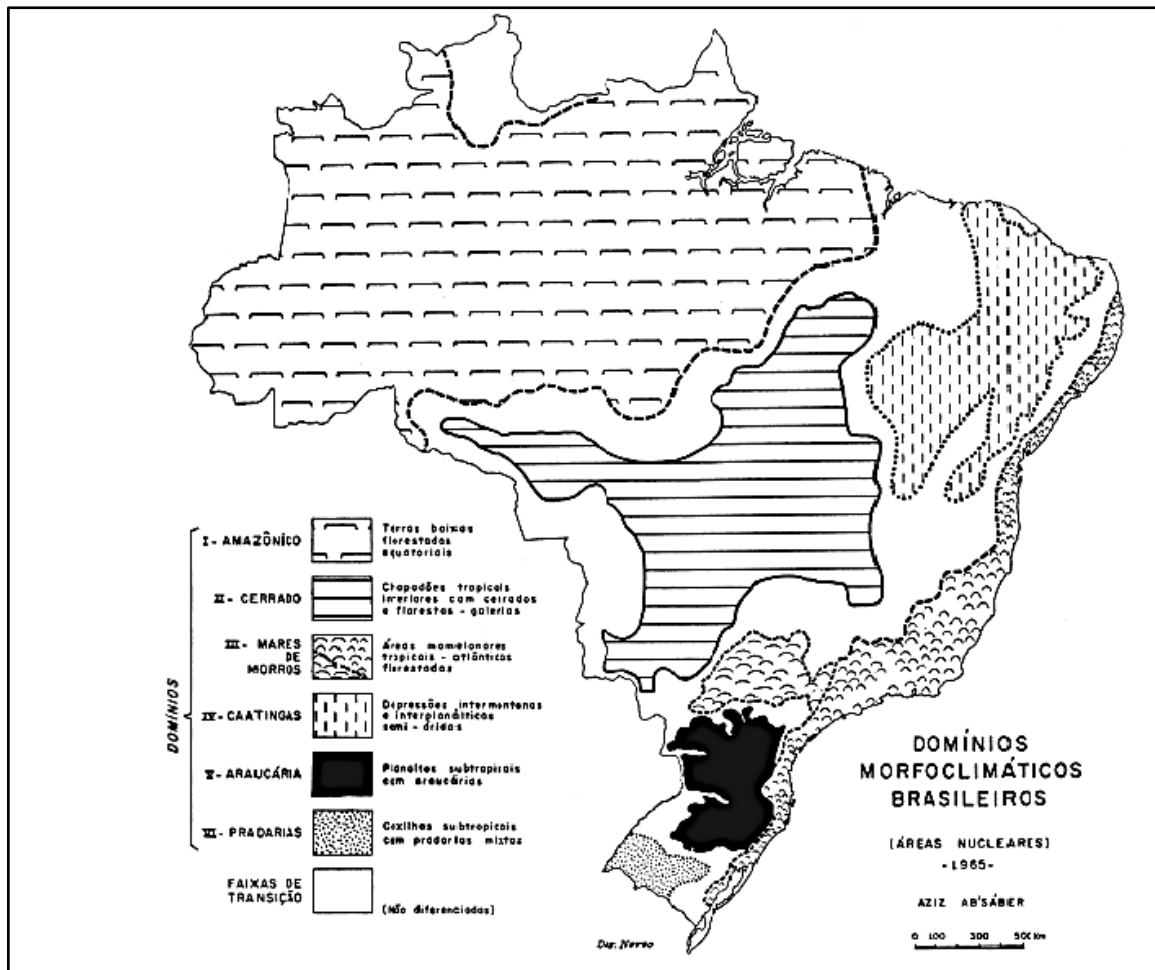 DOMÍNIOS
I - AMAZÔNICO
Terras baixas
florestadas
equatoriais
II - CERRADO
Chapadões tropicais
interiores com cerrados
e florestas - galerias
III - MARES
DE
MORROS
Áreas mamelonares
tropicais - atlânticas
florestadas
IV - CAATINGAS
Depressões intermontanas
e interplanálticas
semi - áridas
V - ARAUCÁRIA
Planaltos subtropicais
com araucárias
VI - PRADARIAS
Coxilhas subtropicais
com pradarias mistas
FAIXAS DE
TRANSIÇÃO
(Não diferenciadas)
DOMÍNIOS
MORFOCLIMÁTICOS
BRASILEIROS
(ÁREAS NUCLEARES)
- 1965 -
AZIZ AB'SÁBER
0 100 300 500 Km
Des.